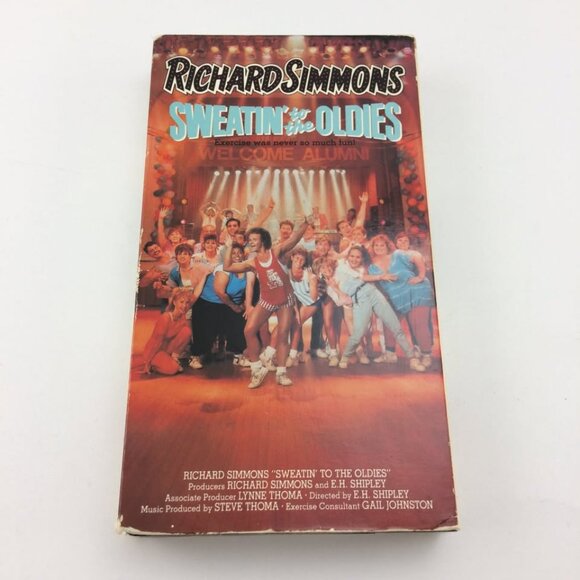 RICHARD SIMMONS
SWEATIN' to the OLDIES
Exercise was never so much fun!
WELCOME ALUMNI
RICHARD SIMMONS "SWEATIN' TO THE OLDIES"
Producers RICHARD SIMMONS and E.H. SHIPLEY
Associate Producer LYNNE THOMA · Directed by E.H. SHIPLEY
Music Produced by STEVE THOMA · Exercise Consultant GAIL JOHNSTON